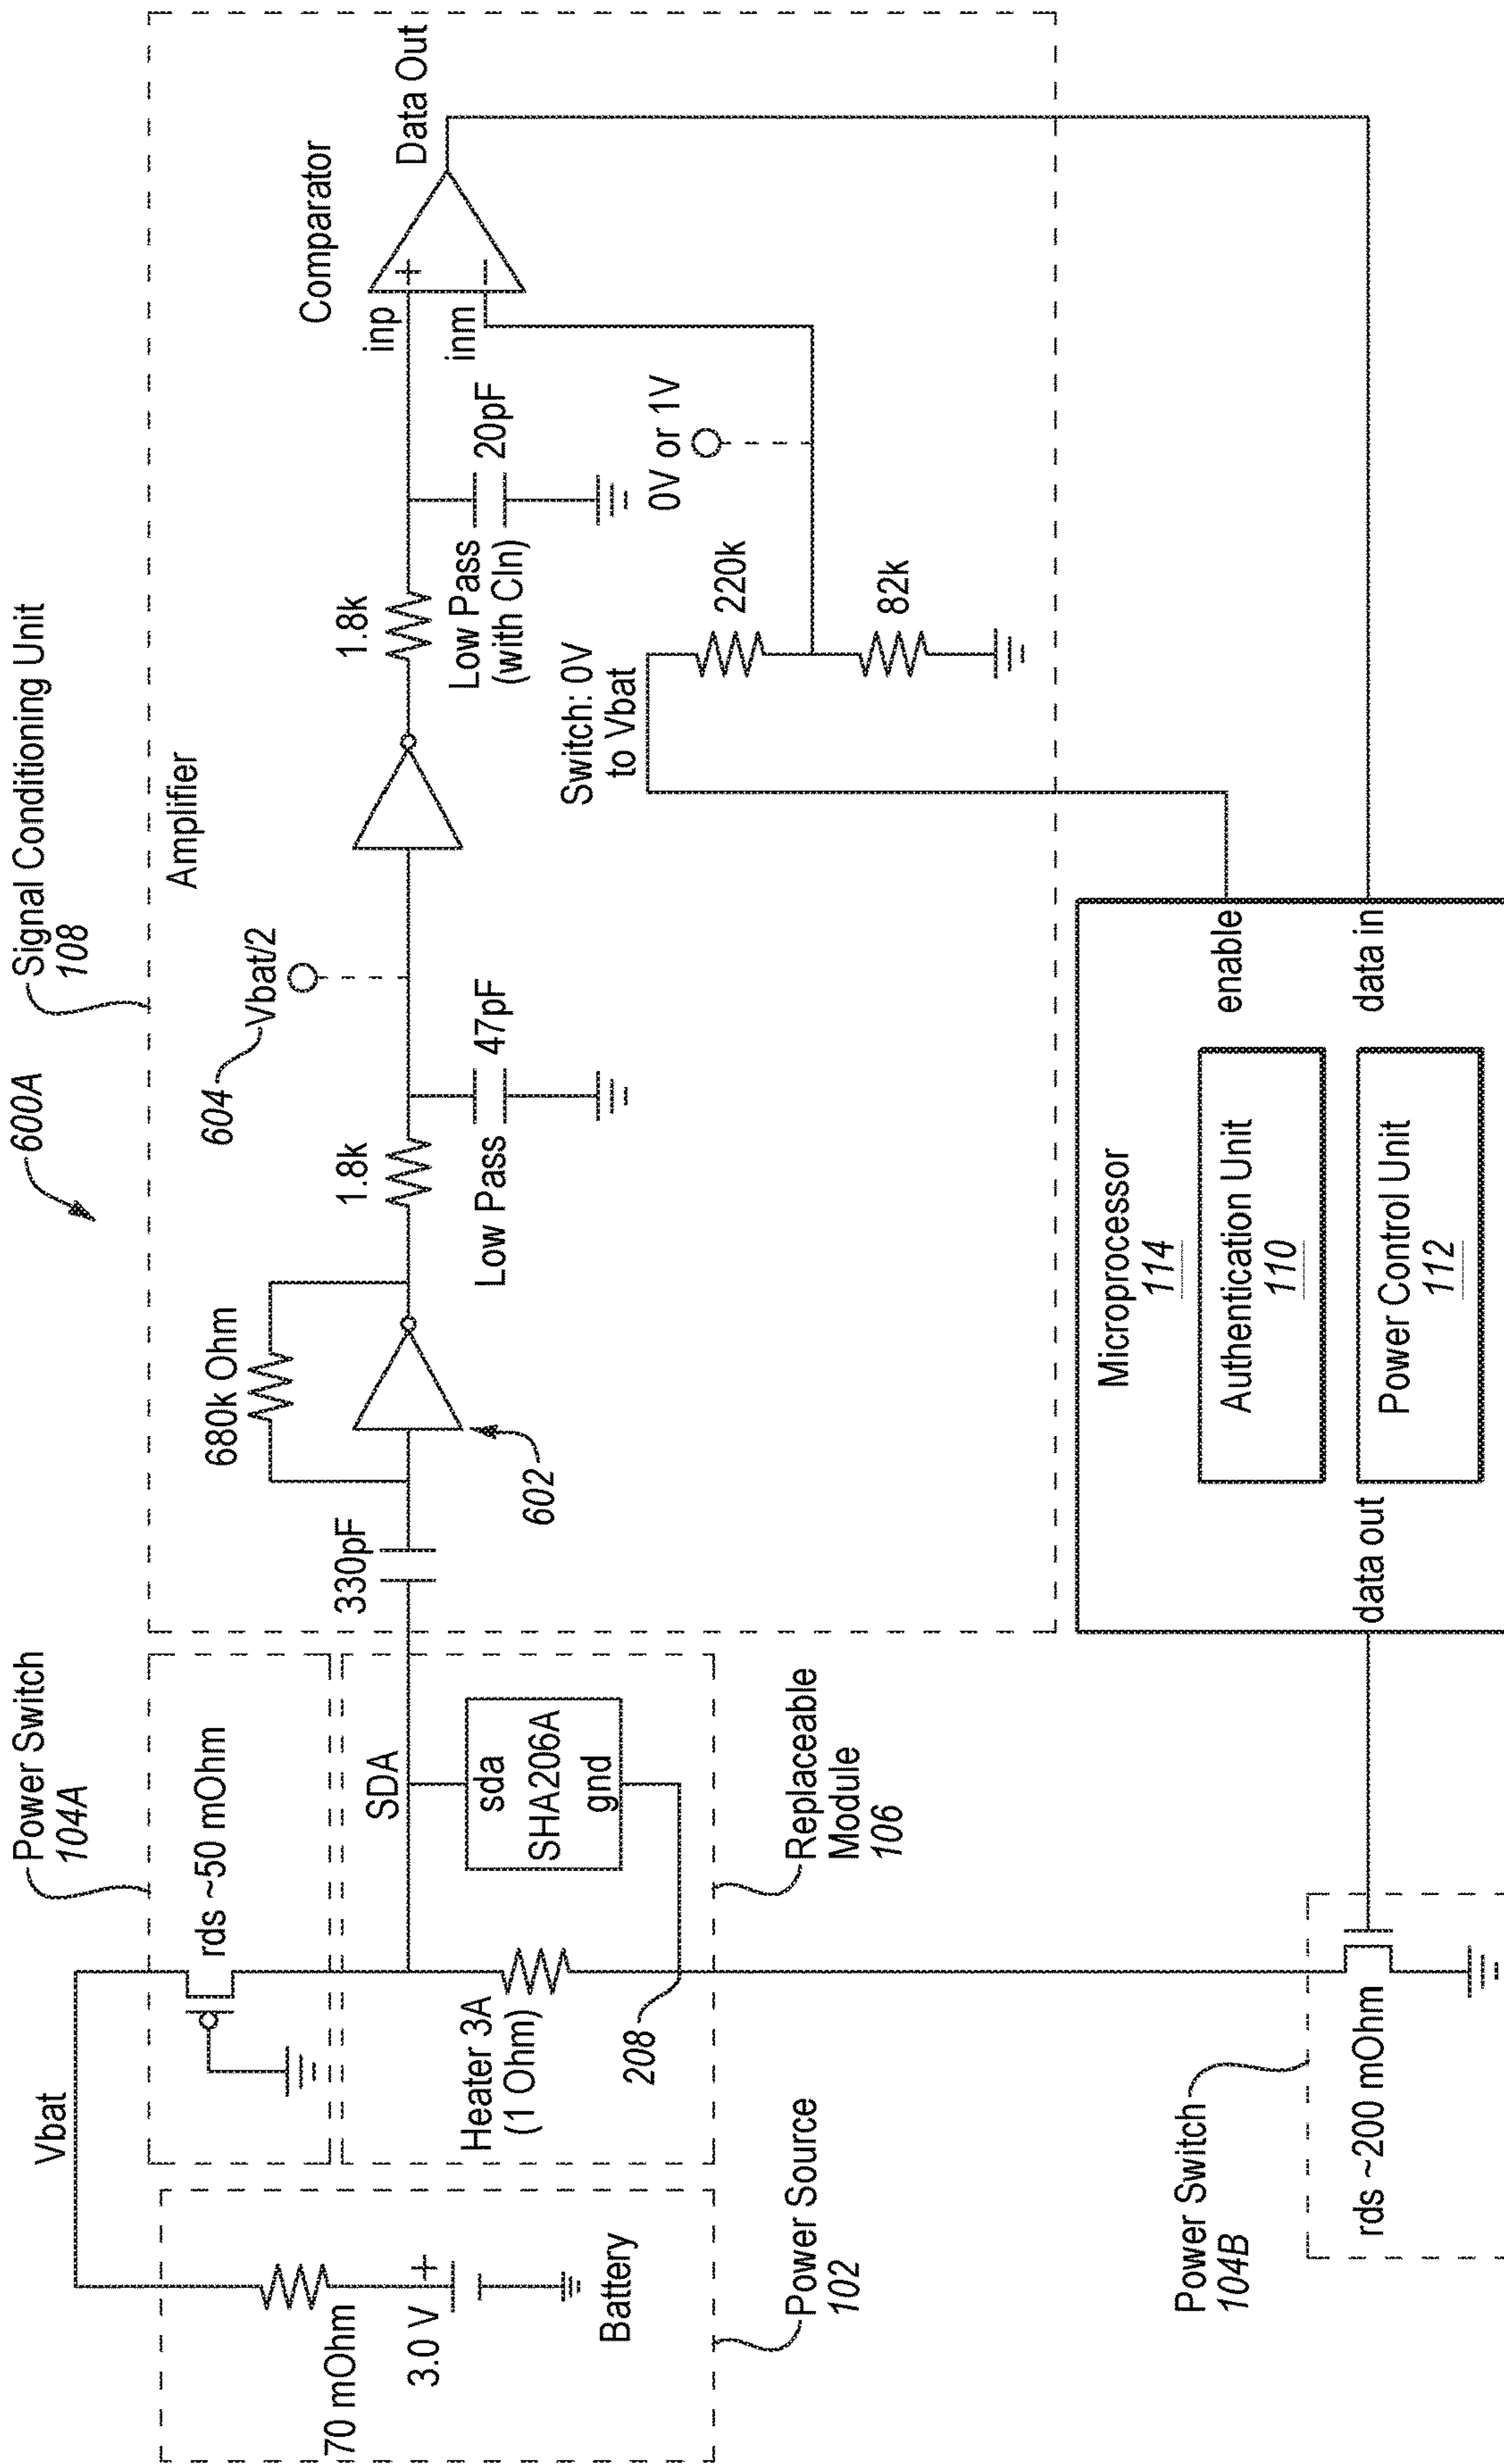 600A
Signal Conditioning Unit
108
Power Switch
104A
Vbat
rds ~50 mOhm
70 mOhm
3.0 V
+
Battery
Power Source
102
SDA
sda
SHA206A
gnd
Heater 3A
(1 Ohm)
208
Replaceable
Module
106
330pF
680k Ohm
602
1.8k
Low Pass
47pF
604
Vbat/2
Amplifier
1.8k
Low Pass
(with CIn)
20pF
Comparator
inp
+
inm
−
Data Out
0V or 1V
Switch: 0V
to Vbat
220k
82k
Microprocessor
114
enable
data in
data out
Authentication Unit
110
Power Control Unit
112
Power Switch
104B
rds ~200 mOhm